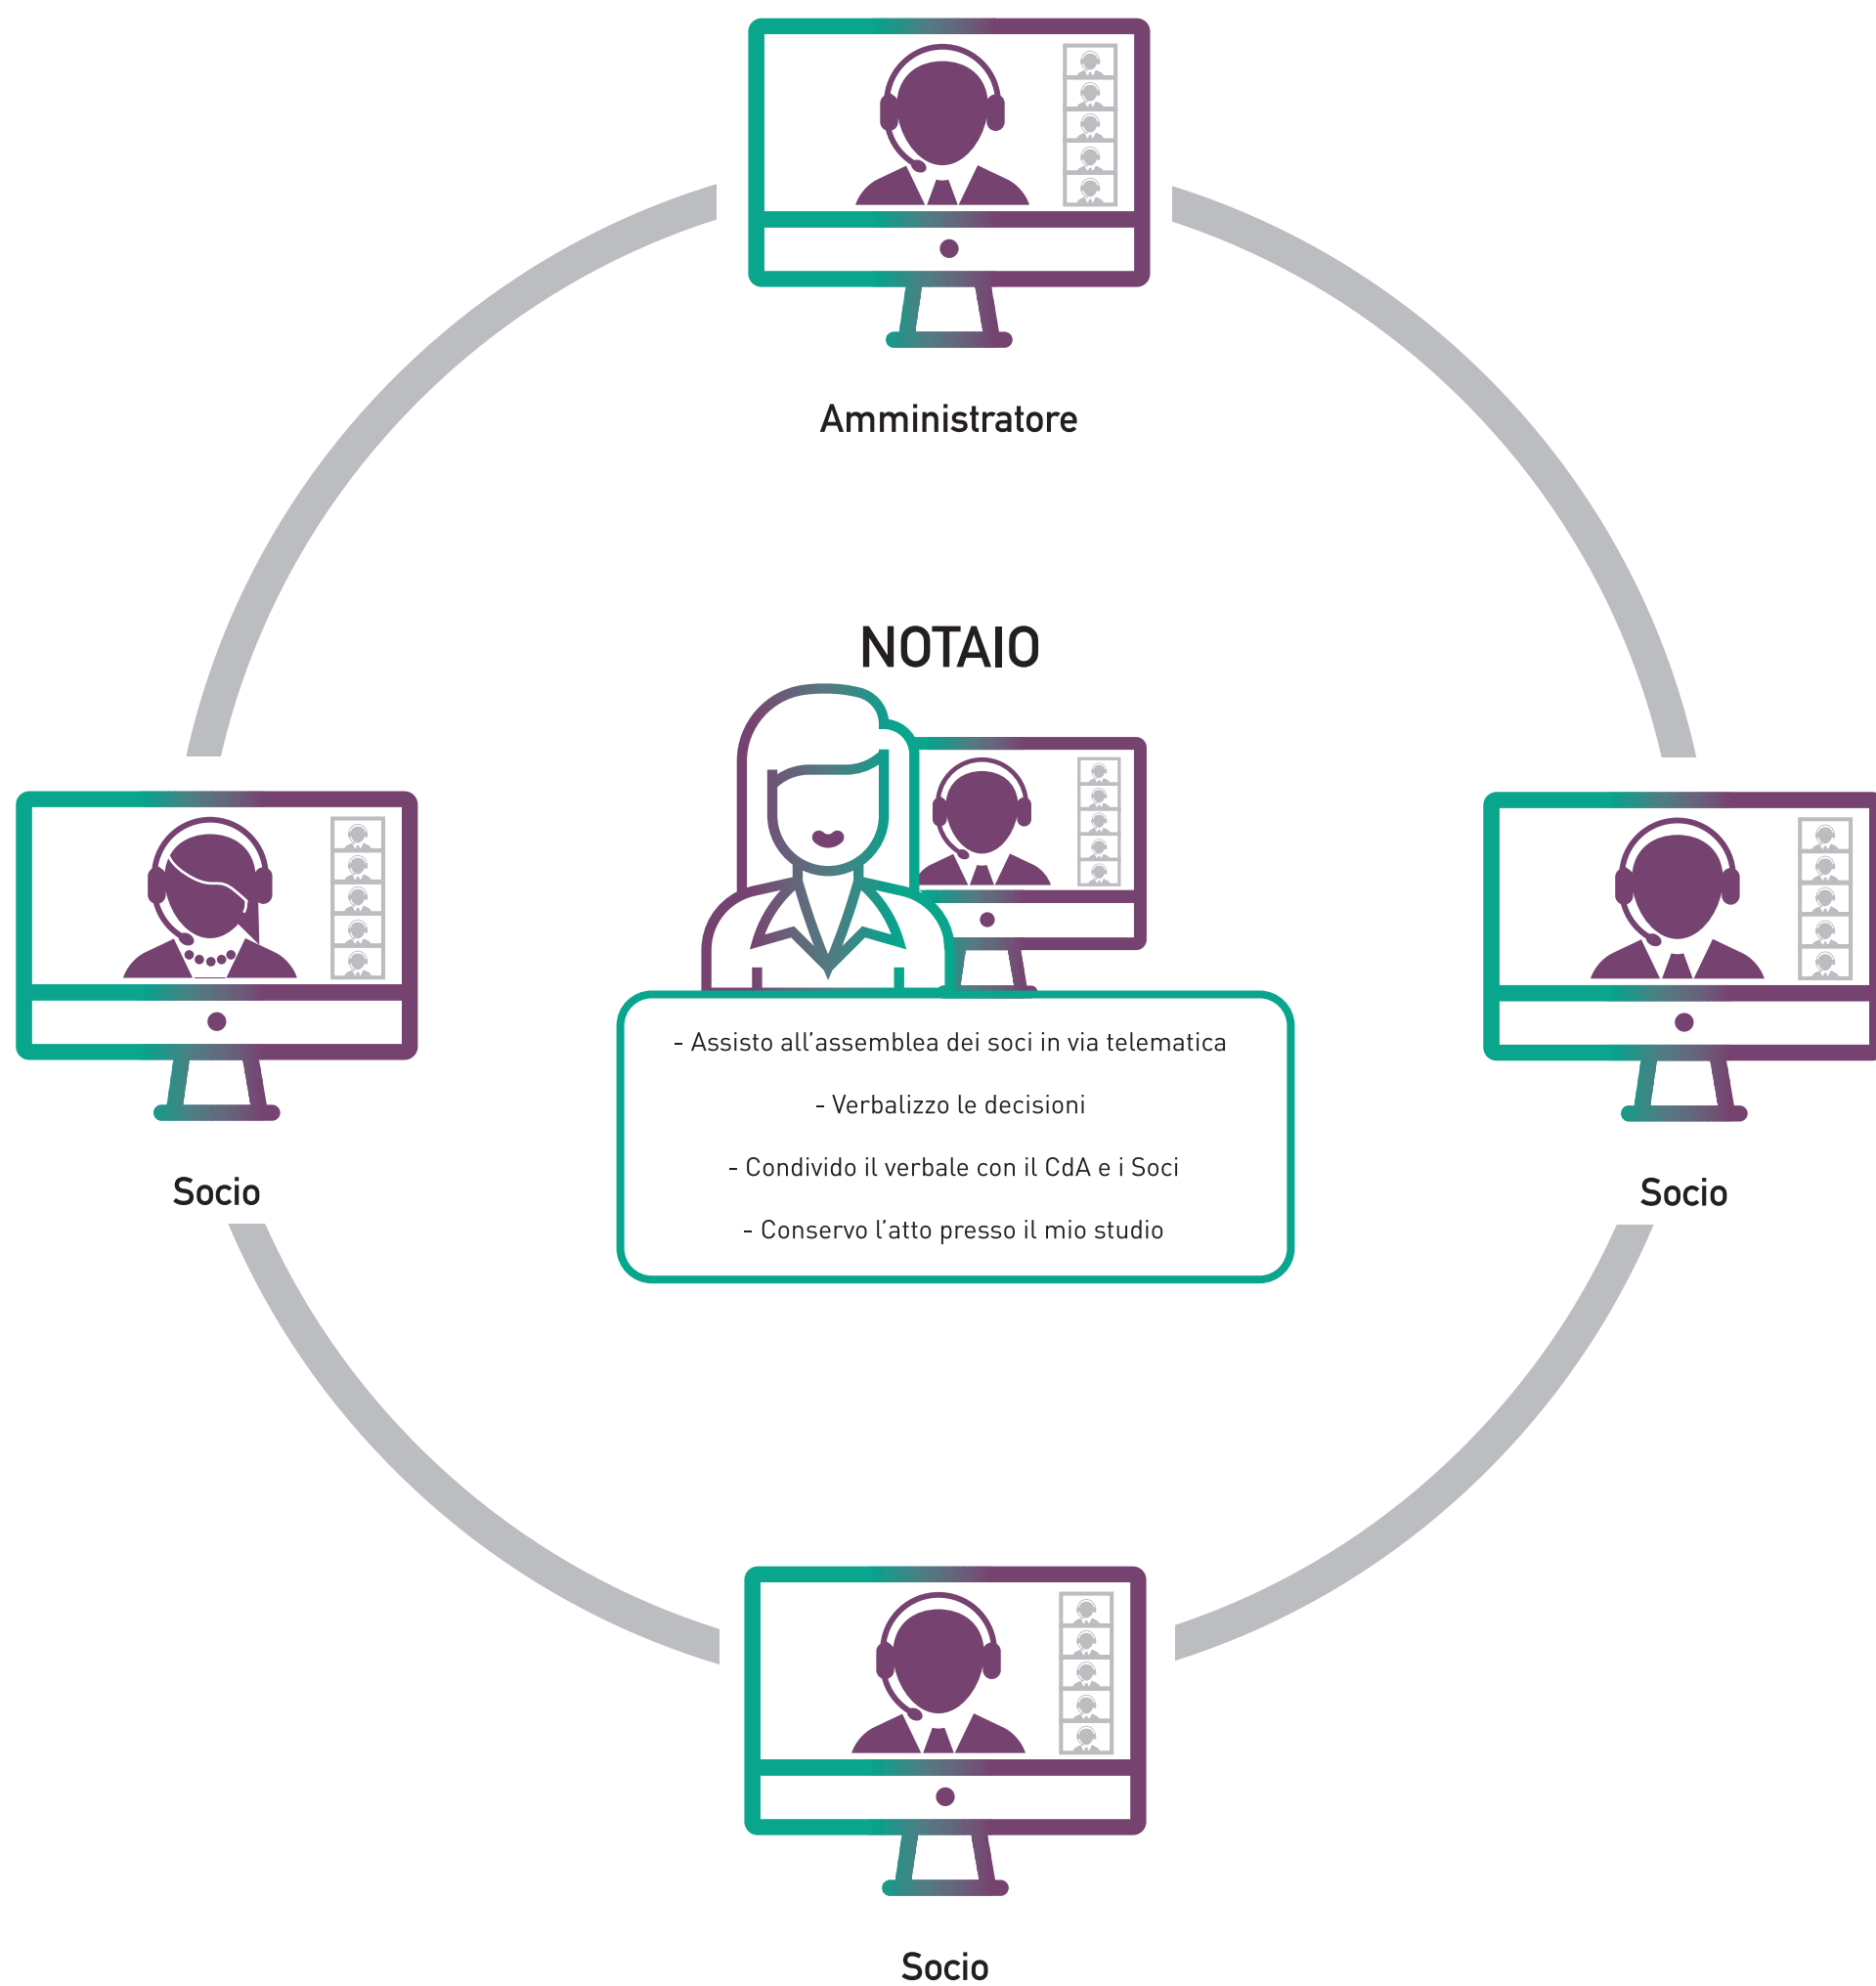 Amministratore
NOTAIO
- Assisto all’assemblea dei soci in via telematica
- Verbalizzo le decisioni
- Condivido il verbale con il CdA e i Soci
- Conservo l’atto presso il mio studio
Socio
Socio
Socio